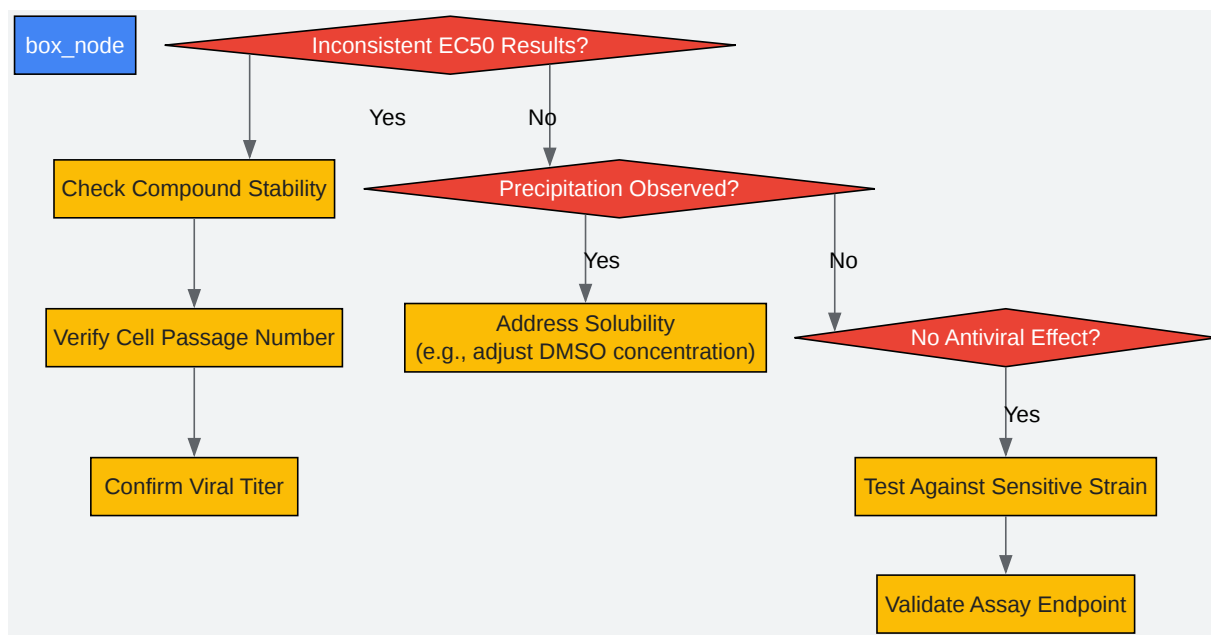 box_node
Inconsistent EC50 Results?
Yes
No
Check Compound Stability
Precipitation Observed?
Yes
No
Verify Cell Passage Number
Address Solubility
(e.g., adjust DMSO concentration)
No Antiviral Effect?
Yes
Confirm Viral Titer
Test Against Sensitive Strain
Validate Assay Endpoint